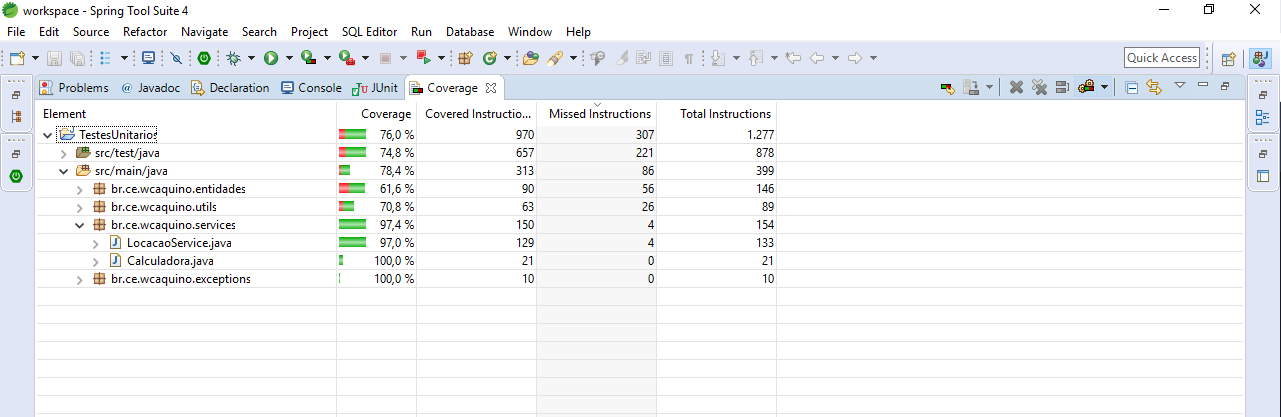 workspace - Spring Tool Suite 4
File Edit Source Refactor Navigate Search Project SQL Editor Run Database Window Help
Quick Access
Problems @ Javadoc Declaration Console JUnit Coverage
Element Coverage Covered Instructio... Missed Instructions Total Instructions
TestesUnitarios 76,0 % 970 307 1.277
src/test/java 74,8 % 657 221 878
src/main/java 78,4 % 313 86 399
br.ce.wcaquino.entidades 61,6 % 90 56 146
br.ce.wcaquino.utils 70,8 % 63 26 89
br.ce.wcaquino.services 97,4 % 150 4 154
LocacaoService.java 97,0 % 129 4 133
Calculadora.java 100,0 % 21 0 21
br.ce.wcaquino.exceptions 100,0 % 10 0 10